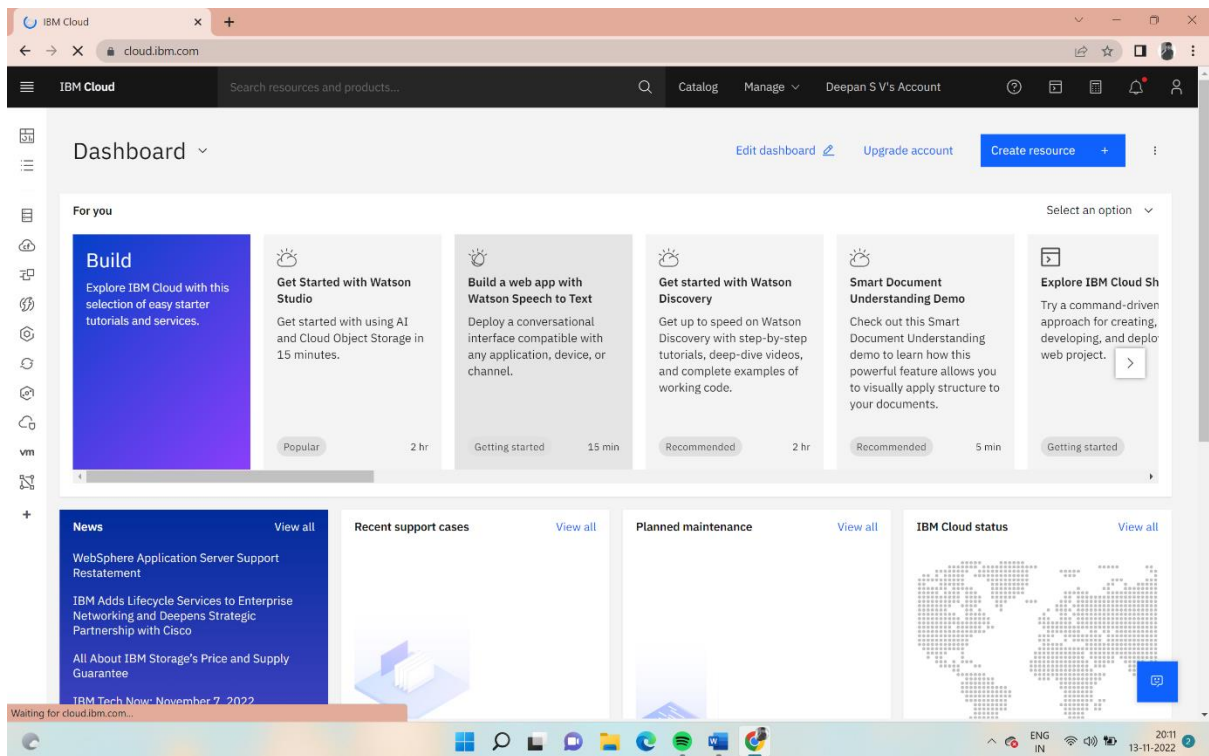 IBM Cloud
cloud.ibm.com
IBM Cloud
Search resources and products...
Catalog
Manage
Deepan S V's Account
Dashboard
Edit dashboard
Upgrade account
Create resource +
For you
Select an option
Build
Explore IBM Cloud with this
selection of easy starter
tutorials and services.
Get Started with Watson
Studio
Get started with using AI
and Cloud Object Storage in
15 minutes.
Popular
2 hr
Build a web app with
Watson Speech to Text
Deploy a conversational
interface compatible with
any application, device, or
channel.
Getting started
15 min
Get started with Watson
Discovery
Get up to speed on Watson
Discovery with step-by-step
tutorials, deep-dive videos,
and complete examples of
working code.
Recommended
2 hr
Smart Document
Understanding Demo
Check out this Smart
Document Understanding
demo to learn how this
powerful feature allows you
to visually apply structure to
your documents.
Recommended
5 min
Explore IBM Cloud Sh
Try a command-driven
approach for creating,
developing, and deplo
web project.
Getting started
vm
News
View all
WebSphere Application Server Support
Restatement
IBM Adds Lifecycle Services to Enterprise
Networking and Deepens Strategic
Partnership with Cisco
All About IBM Storage's Price and Supply
Guarantee
IBM Tech Now: November 7, 2022
Recent support cases
View all
Planned maintenance
View all
IBM Cloud status
View all
Waiting for cloud.ibm.com...
ENG
IN
20:11
13-11-2022
2